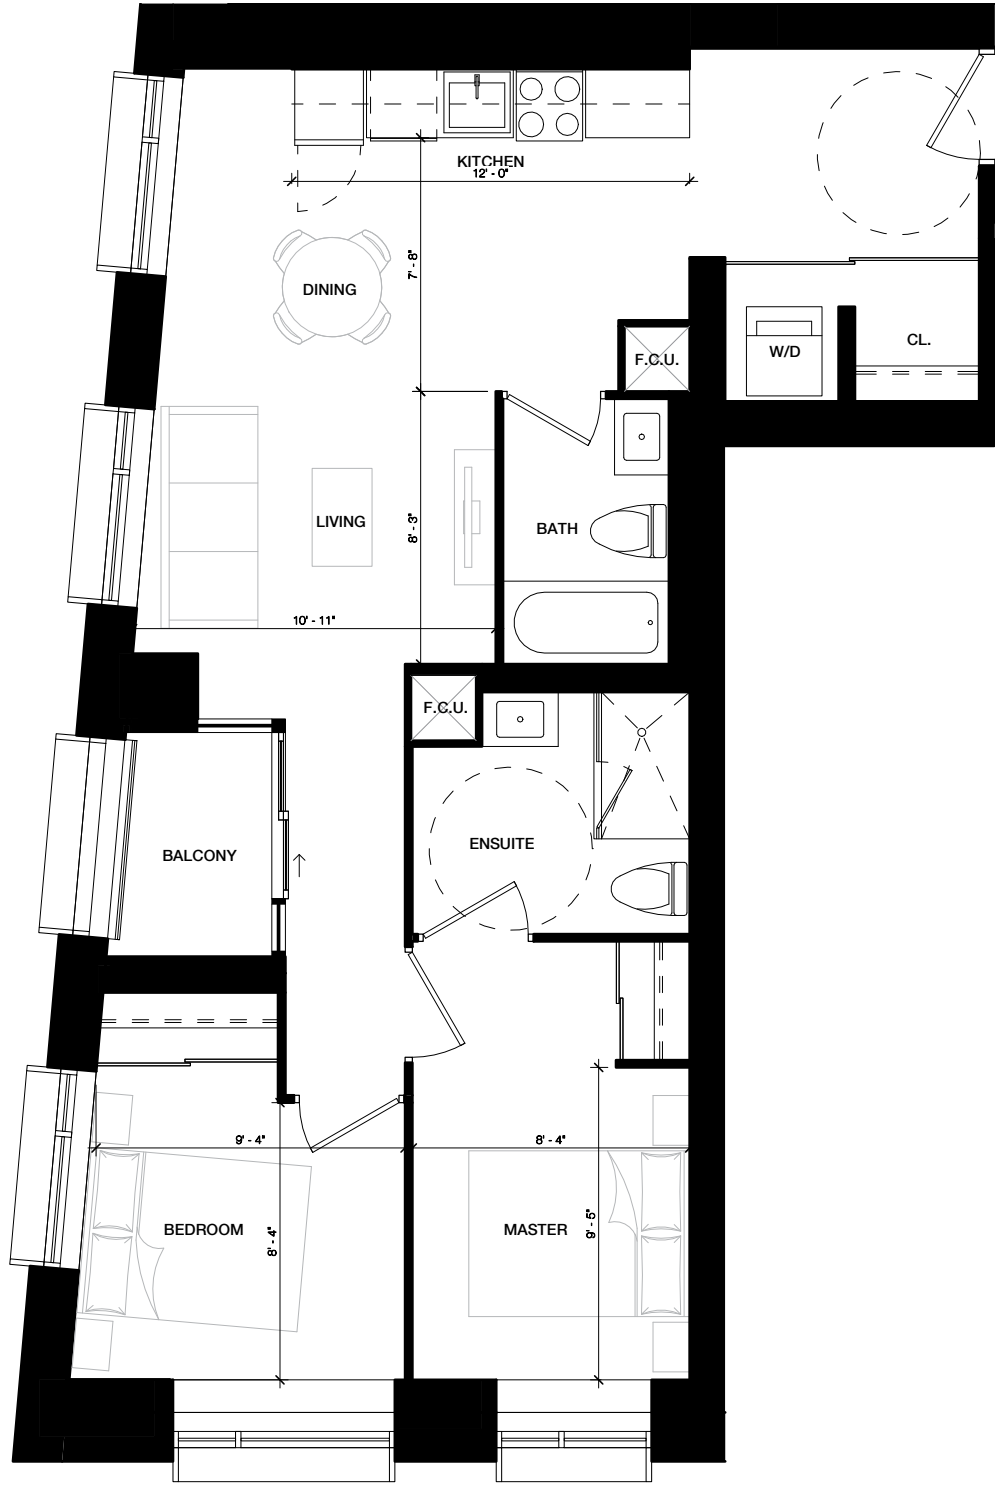 KITCHEN
12' - 0"
7' - 8"
DINING
F.C.U.
W/D
CL.
LIVING
8' - 3"
BATH
10' - 11"
F.C.U.
BALCONY
ENSUITE
9' - 4"
8' - 4"
BEDROOM
8' - 4"
MASTER
9' - 5"